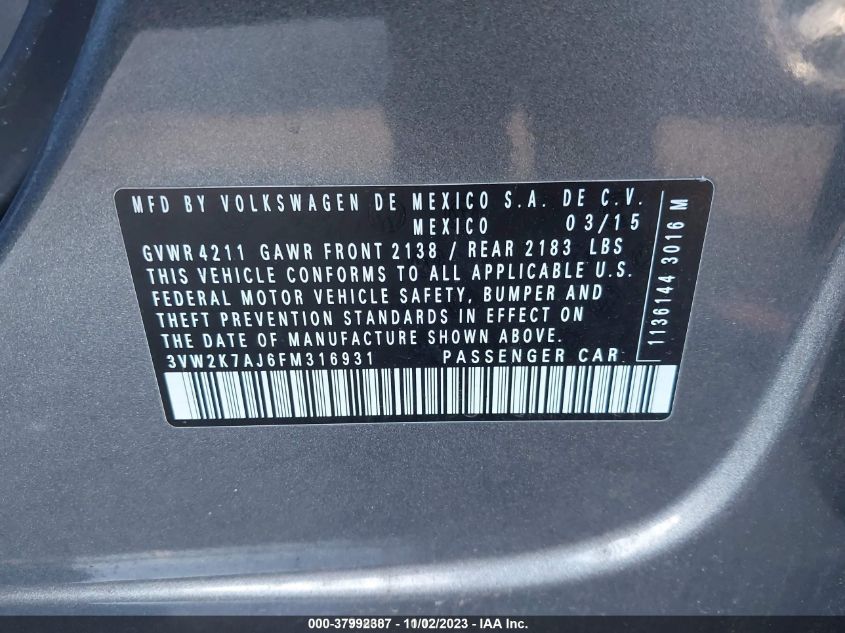 MFD BY VOLKSWAGEN DE MEXICO S.A. DE C.V.
MEXICO 03/15
GVWR 4211 GAWR FRONT 2138 / REAR 2183 LBS
THIS VEHICLE CONFORMS TO ALL APPLICABLE U.S.
FEDERAL MOTOR VEHICLE SAFETY, BUMPER AND
THEFT PREVENTION STANDARDS IN EFFECT ON
THE DATE OF MANUFACTURE SHOWN ABOVE.
3VW2K7AJ6FM316931 PASSENGER CAR
1136144 3016 M
000-37992387 - 11/02/2023 - IAA Inc.